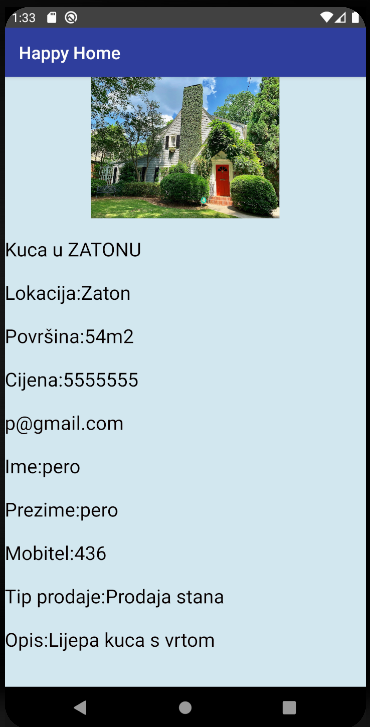 1:33
Happy Home
Kuca u ZATONU
Lokacija:Zaton
Površina:54m2
Cijena:5555555
p@gmail.com
Ime:pero
Prezime:pero
Mobitel:436
Tip prodaje:Prodaja stana
Opis:Lijepa kuca s vrtom